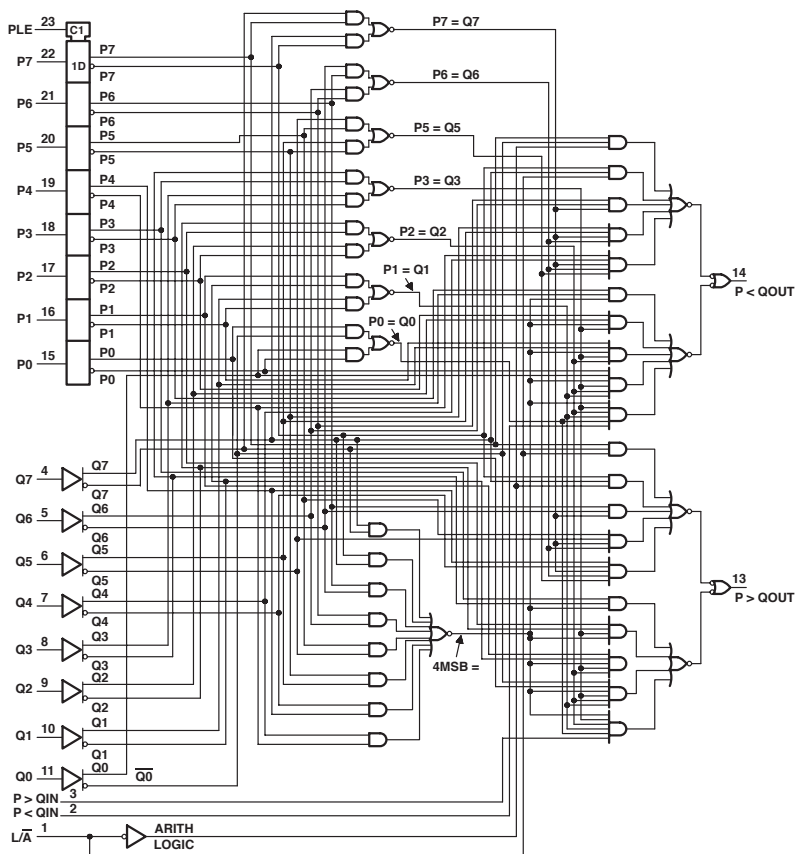 PLE 23
C1
P7 22
1D
P7
P7
P6 21
P6
P6
P5 20
P5
P5
P4 19
P4
P4
P3 18
P3
P3
P2 17
P2
P2
P1 16
P1
P1
P0 15
P0
P0
P7 = Q7
P6 = Q6
P5 = Q5
P3 = Q3
P2 = Q2
P1 = Q1
P0 = Q0
14
P < QOUT
13
P > QOUT
4MSB =
Q7 4
Q7
Q7
Q6 5
Q6
Q6
Q5 6
Q5
Q5
Q4 7
Q4
Q4
Q3 8
Q3
Q3
Q2 9
Q2
Q2
Q1 10
Q1
Q1
Q0 11
Q0
Q̅0̅
P > QIN 3
P < QIN 2
L/A̅ 1
ARITH
LOGIC